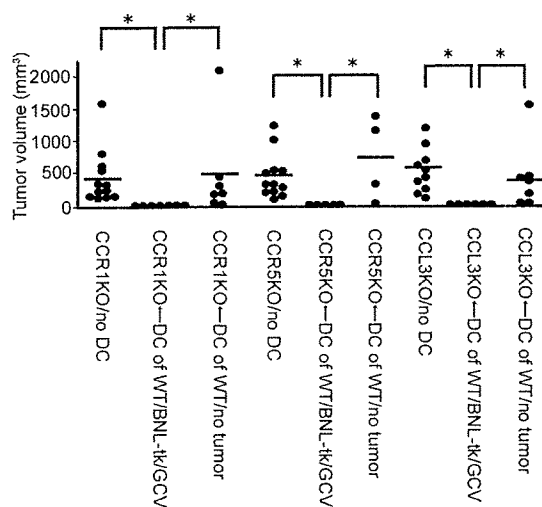 * * * * * *
Tumor volume (mm³)
2000
1500
1000
500
0
CCR1KO/no DC
CCR1KO←DC of WT/BNL-tk/GCV
CCR1KO←DC of WT/no tumor
CCR5KO/no DC
CCR5KO←DC of WT/BNL-tk/GCV
CCR5KO←DC of WT/no tumor
CCL3KO/no DC
CCL3KO←DC of WT/BNL-tk/GCV
CCL3KO←DC of WT/no tumor